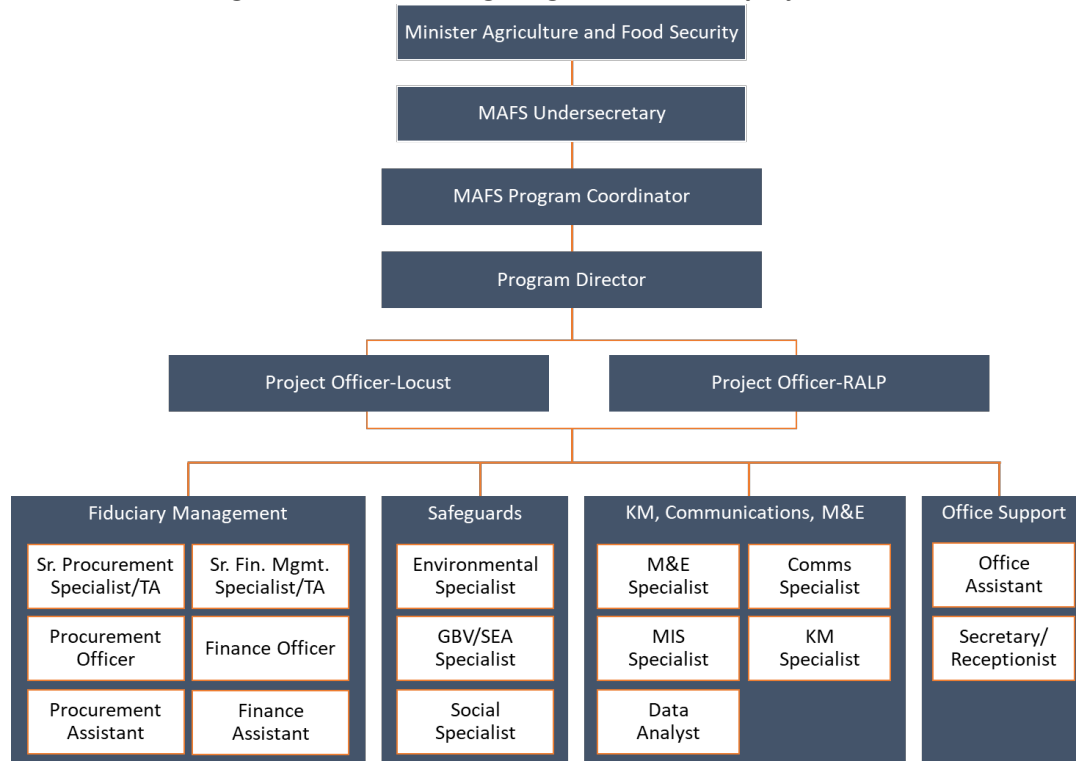 Minister Agriculture and Food Security
MAFS Undersecretary
MAFS Program Coordinator
Program Director
Project Officer-Locust
Project Officer-RALP
Fiduciary Management
Sr. Procurement
Specialist/TA
Sr. Fin. Mgmt.
Specialist/TA
Procurement
Officer
Finance Officer
Procurement
Assistant
Finance
Assistant
Safeguards
Environmental
Specialist
GBV/SEA
Specialist
Social
Specialist
KM, Communications, M&E
M&E
Specialist
Comms
Specialist
MIS
Specialist
KM
Specialist
Data
Analyst
Office Support
Office
Assistant
Secretary/
Receptionist